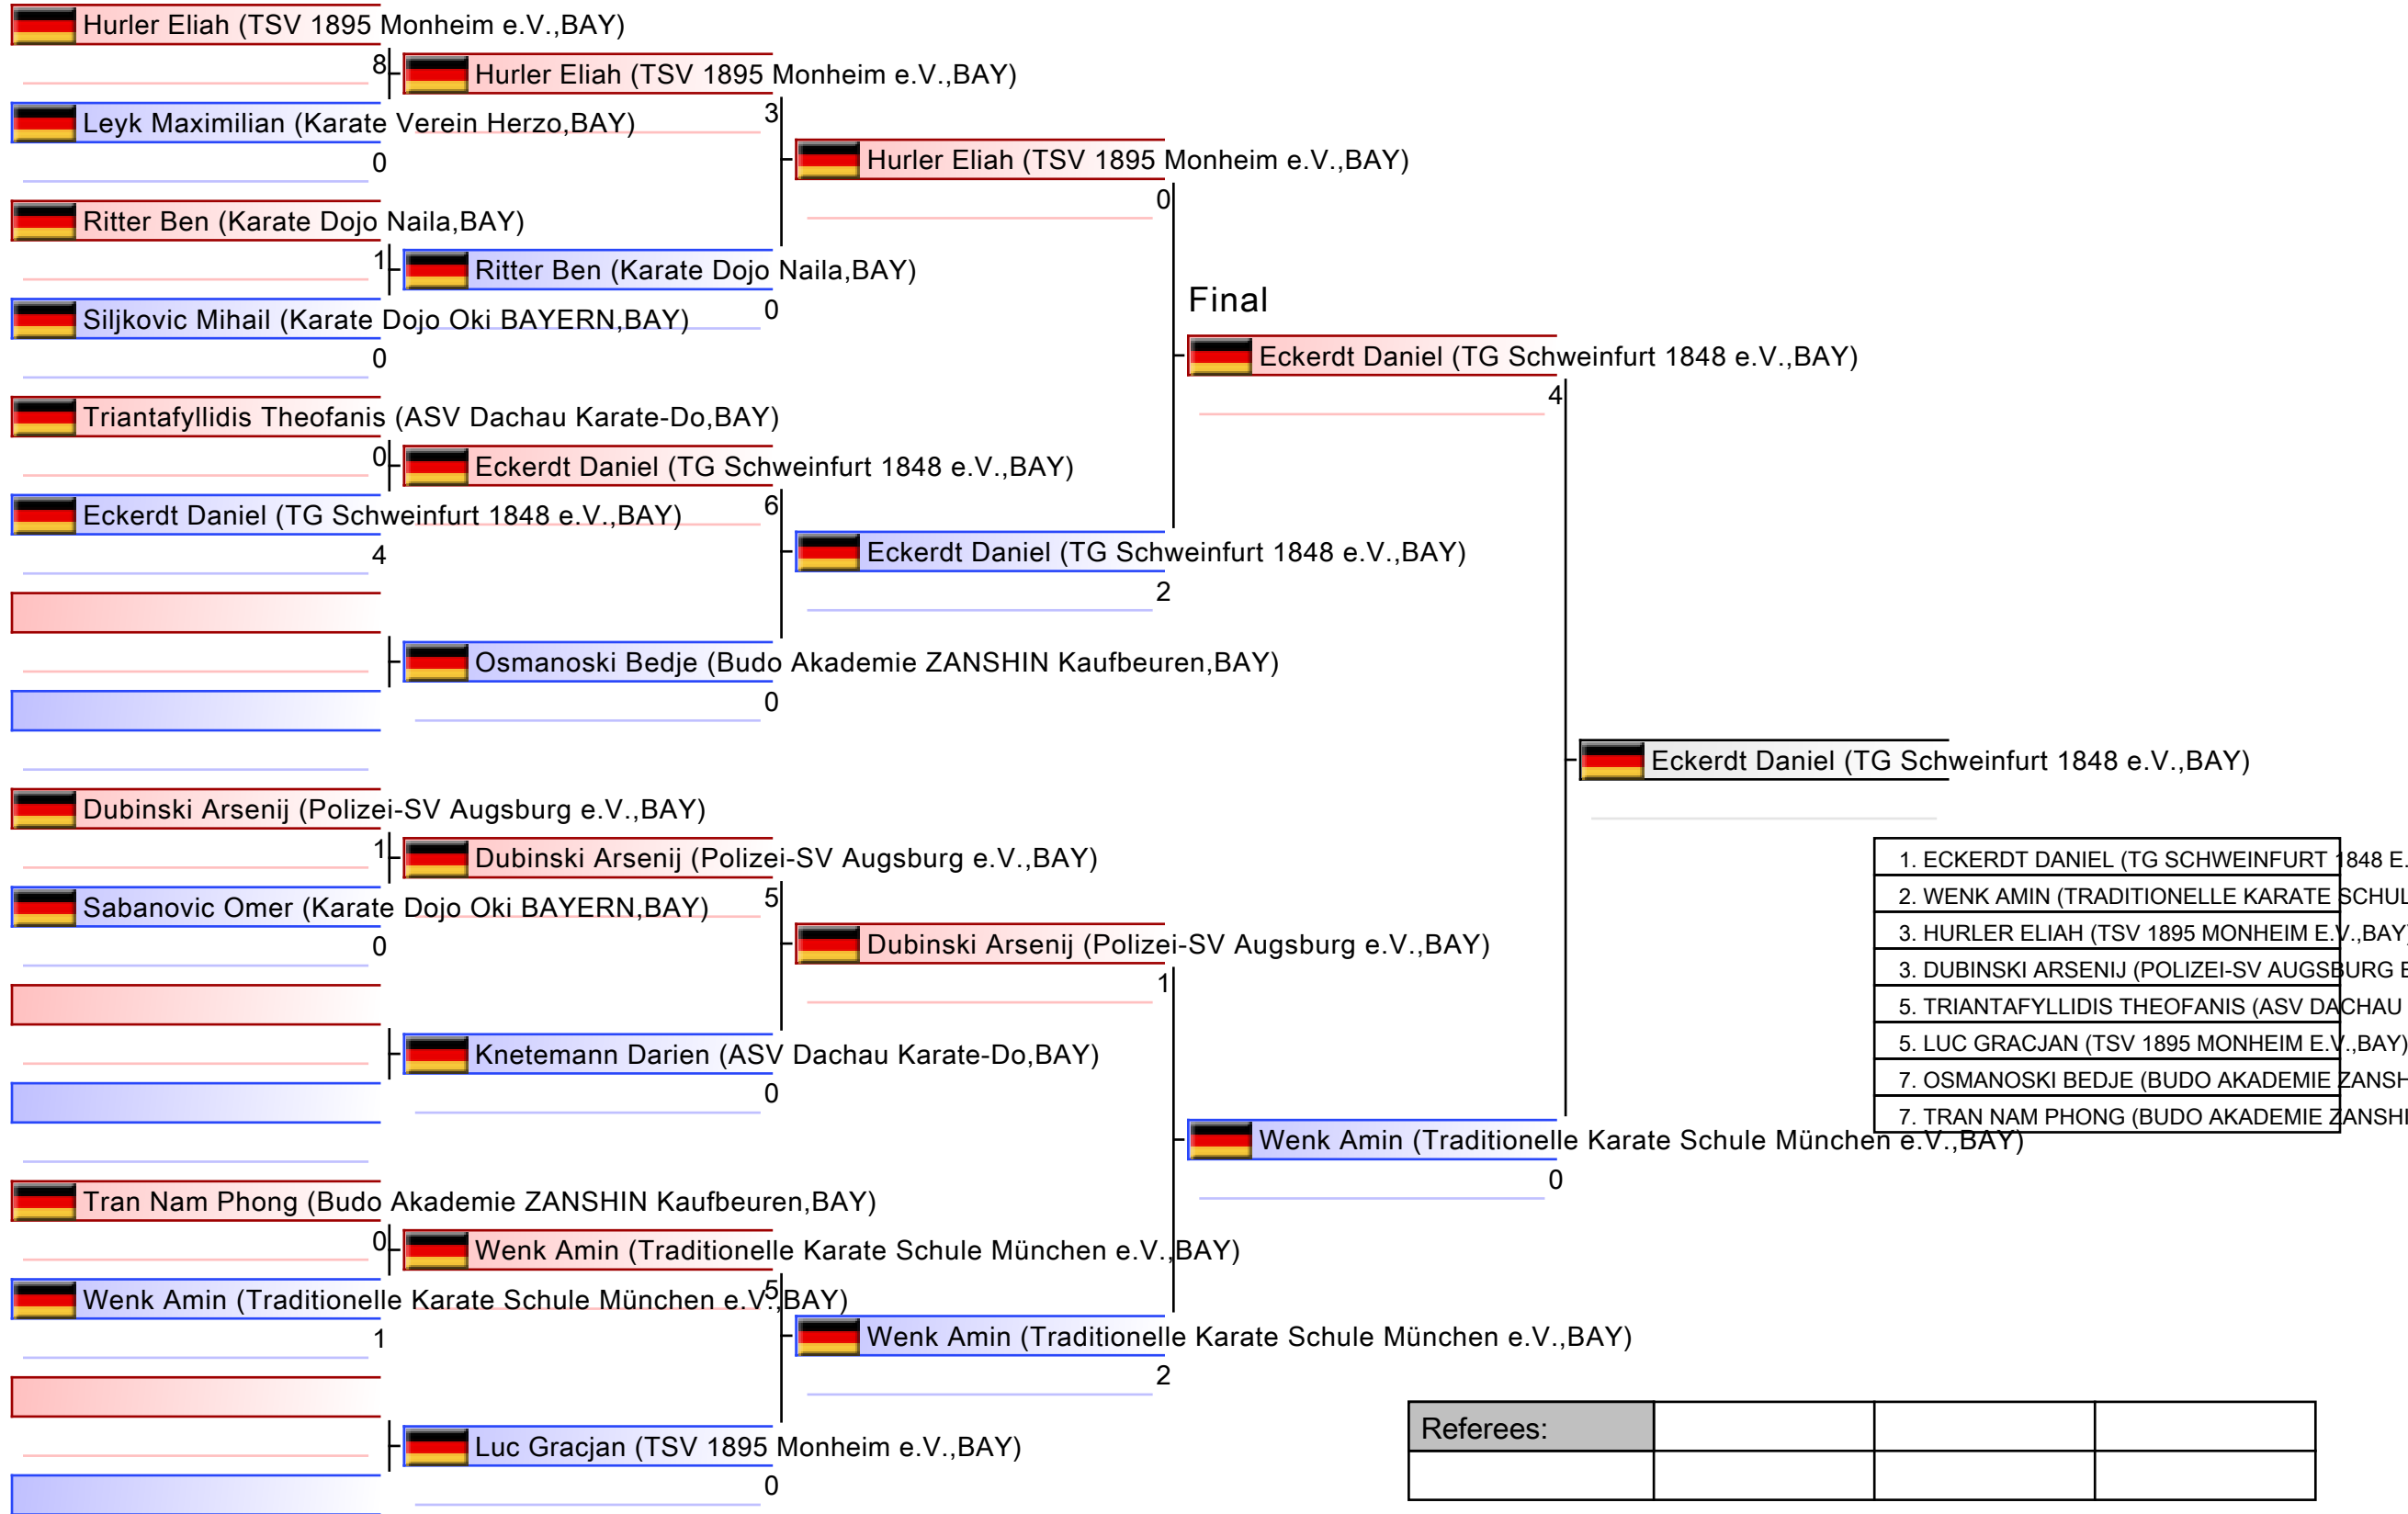 Hurler Eliah (TSV 1895 Monheim e.V.,BAY)
8
Leyk Maximilian (Karate Verein Herzo,BAY)
0
Ritter Ben (Karate Dojo Naila,BAY)
1
Siljkovic Mihail (Karate Dojo Oki BAYERN,BAY)
0
Triantafyllidis Theofanis (ASV Dachau Karate-Do,BAY)
0
Eckerdt Daniel (TG Schweinfurt 1848 e.V.,BAY)
4
Dubinski Arsenij (Polizei-SV Augsburg e.V.,BAY)
1
Sabanovic Omer (Karate Dojo Oki BAYERN,BAY)
0
Tran Nam Phong (Budo Akademie ZANSHIN Kaufbeuren,BAY)
0
Wenk Amin (Traditionelle Karate Schule München e.V.,BAY)
1
Hurler Eliah (TSV 1895 Monheim e.V.,BAY)
3
Ritter Ben (Karate Dojo Naila,BAY)
0
Eckerdt Daniel (TG Schweinfurt 1848 e.V.,BAY)
6
Osmanoski Bedje (Budo Akademie ZANSHIN Kaufbeuren,BAY)
0
Dubinski Arsenij (Polizei-SV Augsburg e.V.,BAY)
5
Knetemann Darien (ASV Dachau Karate-Do,BAY)
0
Wenk Amin (Traditionelle Karate Schule München e.V.,BAY)
5
Luc Gracjan (TSV 1895 Monheim e.V.,BAY)
0
Hurler Eliah (TSV 1895 Monheim e.V.,BAY)
0
Eckerdt Daniel (TG Schweinfurt 1848 e.V.,BAY)
2
Dubinski Arsenij (Polizei-SV Augsburg e.V.,BAY)
1
Wenk Amin (Traditionelle Karate Schule München e.V.,BAY)
2
Final
Eckerdt Daniel (TG Schweinfurt 1848 e.V.,BAY)
4
Wenk Amin (Traditionelle Karate Schule München e.V.,BAY)
0
Eckerdt Daniel (TG Schweinfurt 1848 e.V.,BAY)
1. ECKERDT DANIEL (TG SCHWEINFURT 1848 E.
2. WENK AMIN (TRADITIONELLE KARATE SCHUL
3. HURLER ELIAH (TSV 1895 MONHEIM E.V.,BAY)
3. DUBINSKI ARSENIJ (POLIZEI-SV AUGSBURG E
5. TRIANTAFYLLIDIS THEOFANIS (ASV DACHAU
5. LUC GRACJAN (TSV 1895 MONHEIM E.V.,BAY)
7. OSMANOSKI BEDJE (BUDO AKADEMIE ZANSH
7. TRAN NAM PHONG (BUDO AKADEMIE ZANSHI
Referees: